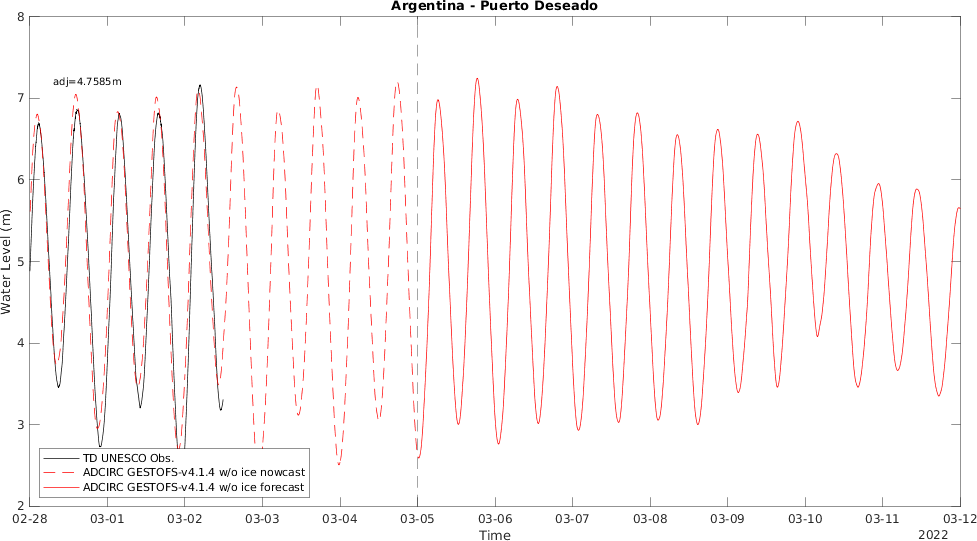 Argentina - Puerto Deseado
adj=4.7585m
8
7
6
5
4
3
2
Water Level (m)
TD UNESCO Obs.
ADCIRC GESTOFS-v4.1.4 w/o ice nowcast
ADCIRC GESTOFS-v4.1.4 w/o ice forecast
02-28 03-01 03-02 03-03 03-04 03-05 03-06 03-07 03-08 03-09 03-10 03-11 03-12
Time
2022